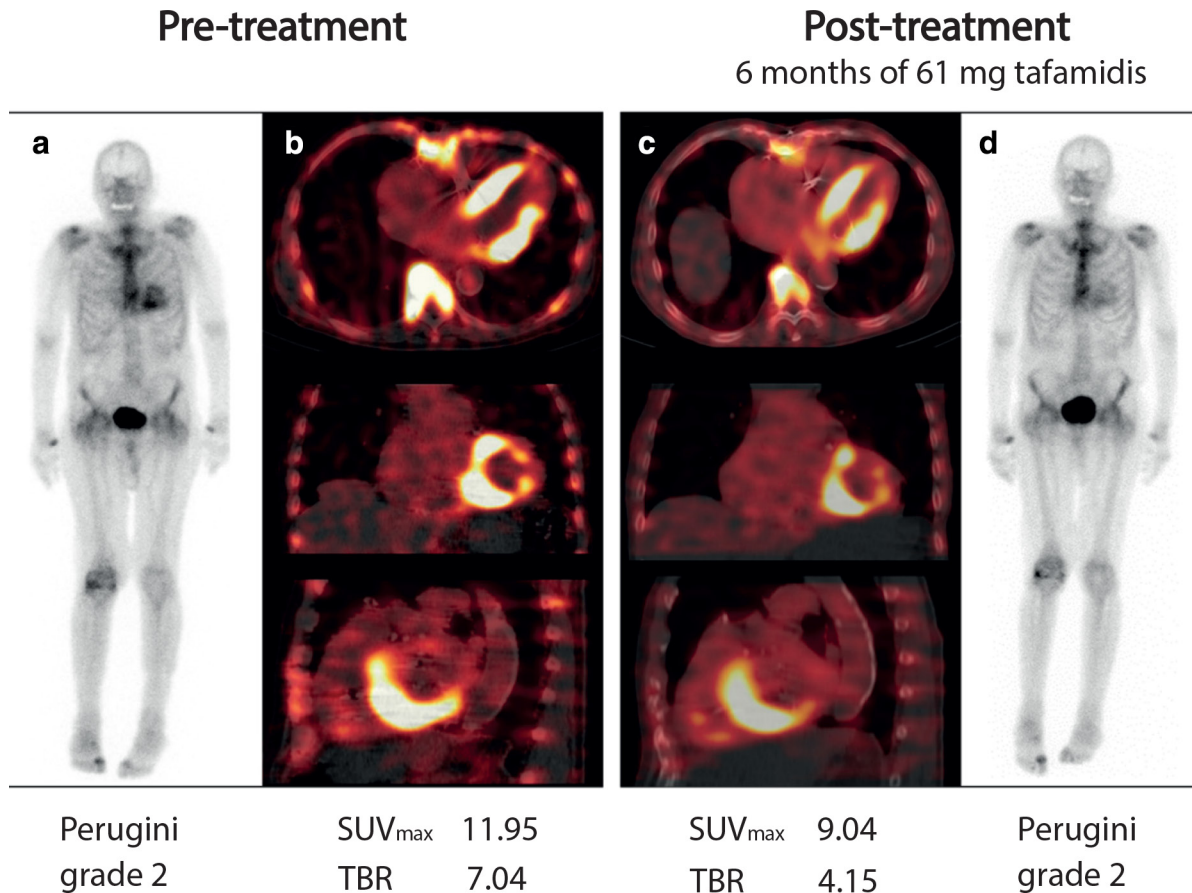 Pre-treatment
Post-treatment
6 months of 61 mg tafamidis
a
b
c
d
Perugini
grade 2
SUVmax 11.95
TBR 7.04
SUVmax 9.04
TBR 4.15
Perugini
grade 2